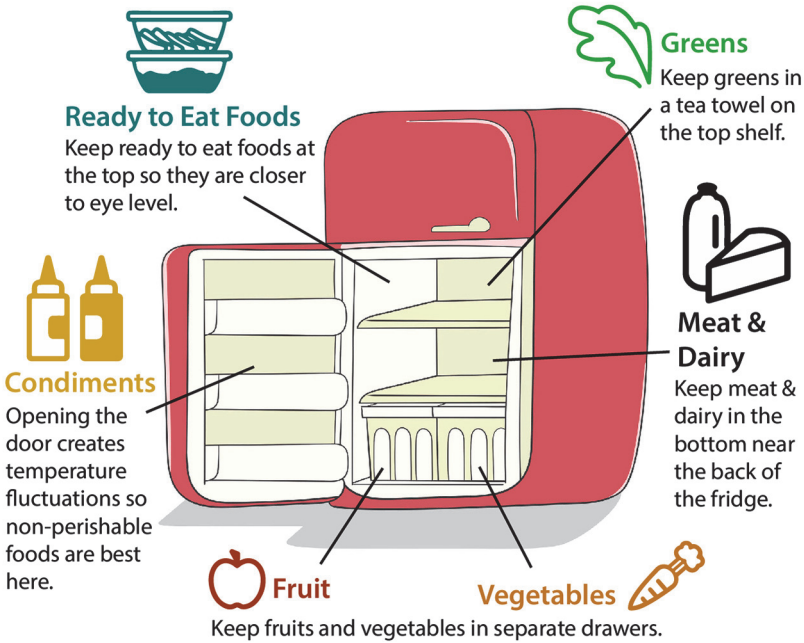 Ready to Eat Foods
Keep ready to eat foods at
the top so they are closer
to eye level.
Greens
Keep greens in
a tea towel on
the top shelf.
Condiments
Opening the
door creates
temperature
fluctuations so
non-perishable
foods are best
here.
Meat &
Dairy
Keep meat &
dairy in the
bottom near
the back of
the fridge.
Fruit
Vegetables
Keep fruits and vegetables in separate drawers.